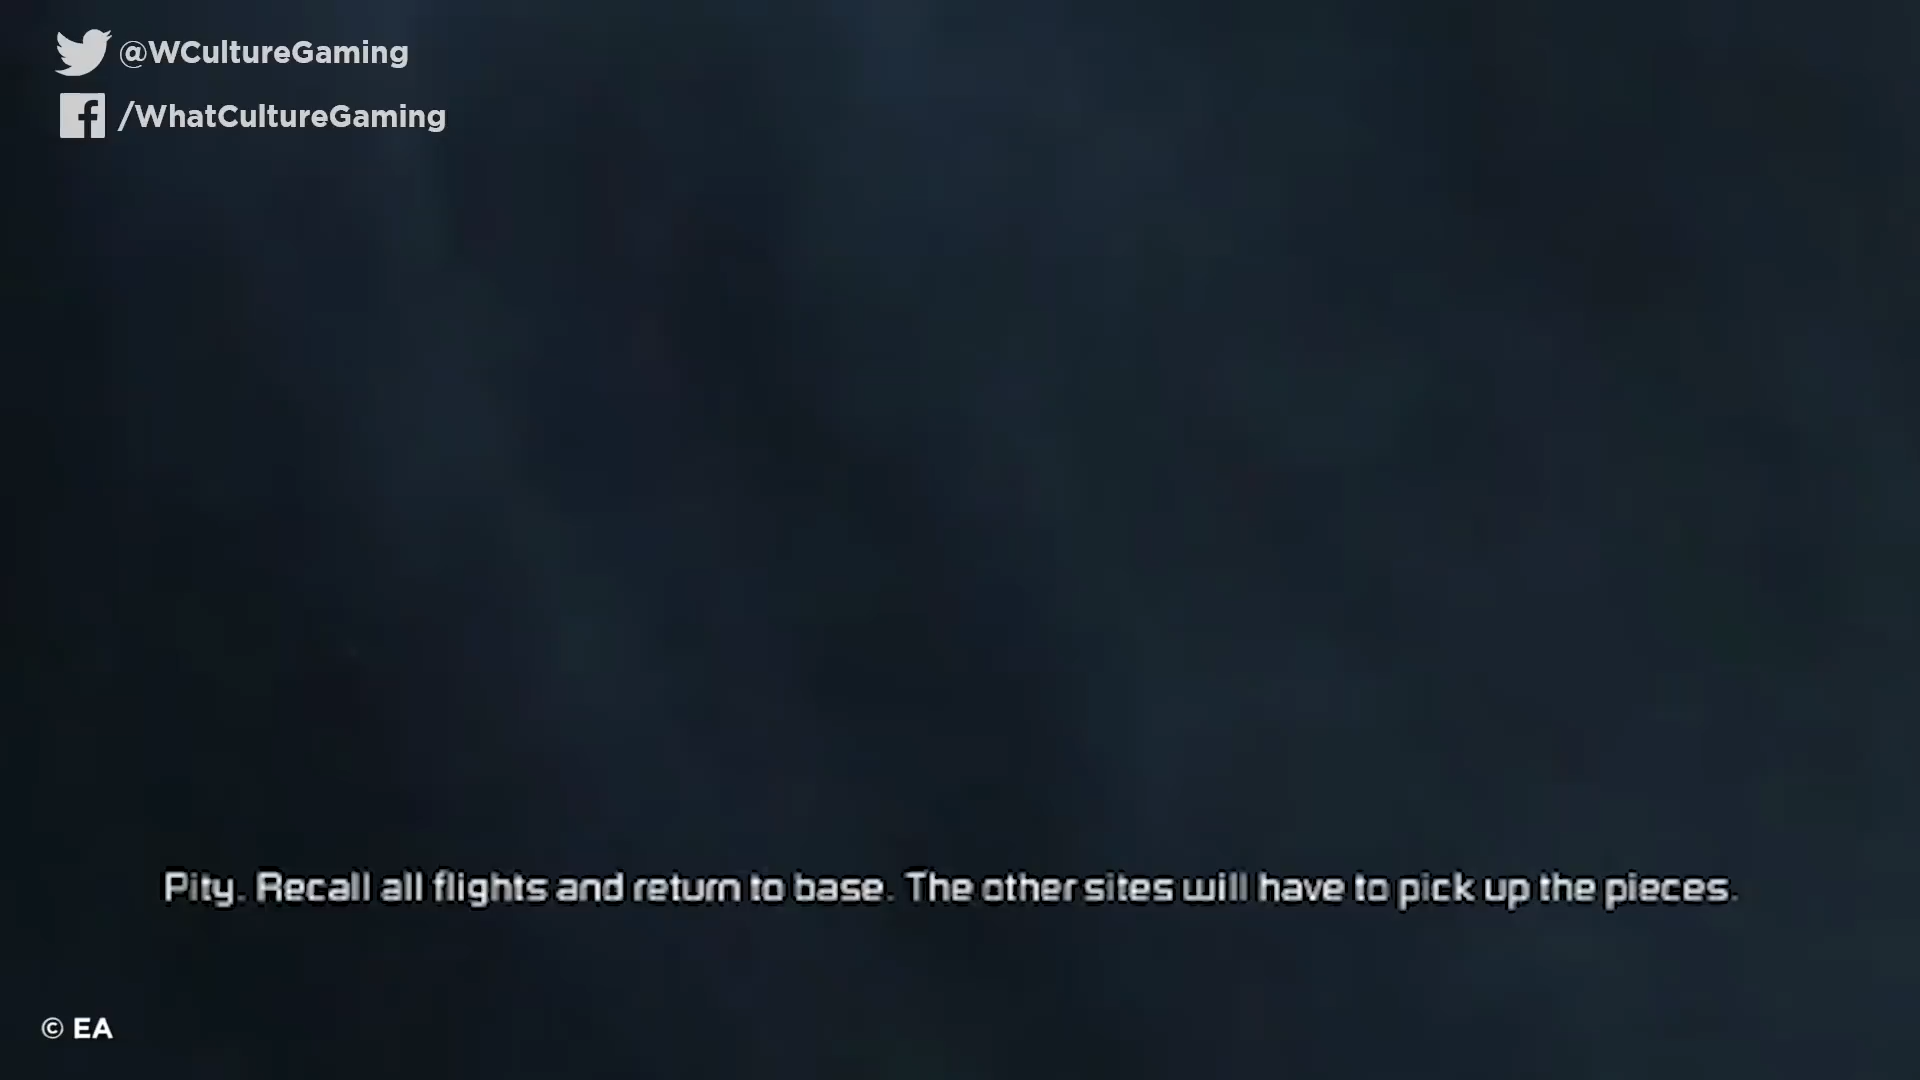 @WCultureGaming
/WhatCultureGaming
Pity. Recall all flights and return to base. The other sites will have to pick up the pieces.
© EA